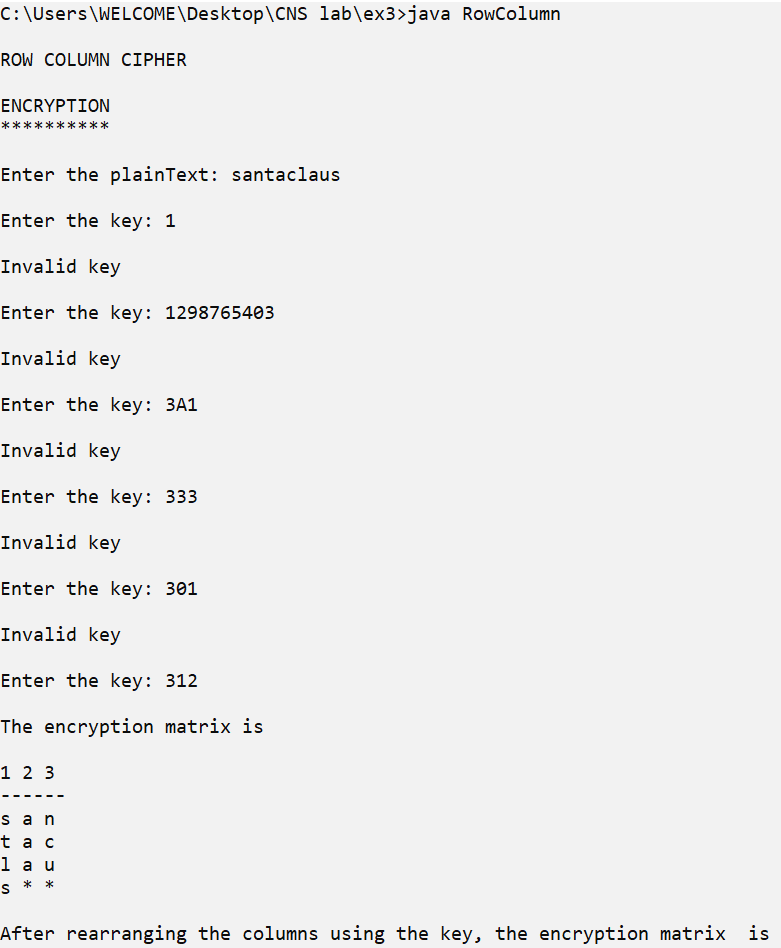 C:\Users\WELCOME\Desktop\CNS lab\ex3>java RowColumn
ROW COLUMN CIPHER
ENCRYPTION
**********
Enter the plainText: santaclaus
Enter the key: 1
Invalid key
Enter the key: 1298765403
Invalid key
Enter the key: 3A1
Invalid key
Enter the key: 333
Invalid key
Enter the key: 301
Invalid key
Enter the key: 312
The encryption matrix is
1 2 3
------
s a n
t a c
l a u
s * *
After rearranging the columns using the key, the encryption matrix  is